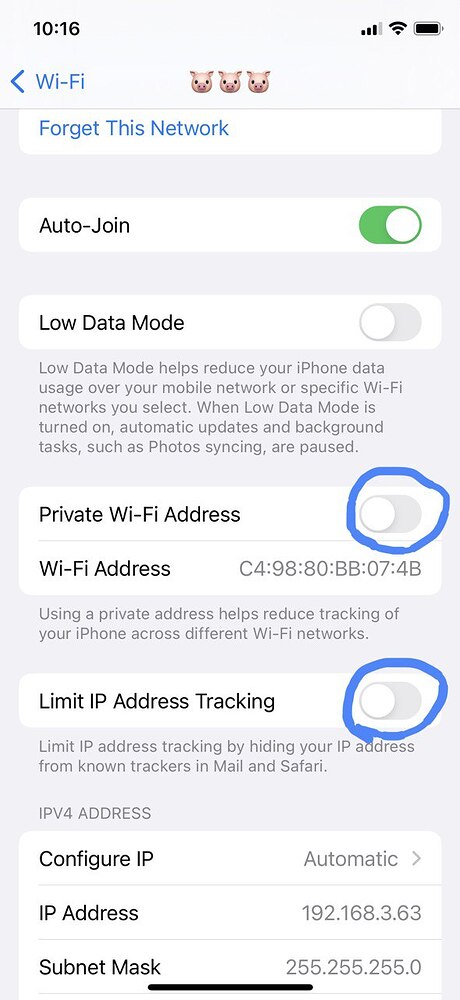 10:16
Wi-Fi 🐷🐷🐷
Forget This Network
Auto-Join
Low Data Mode
Low Data Mode helps reduce your iPhone data
usage over your mobile network or specific Wi-Fi
networks you select. When Low Data Mode is
turned on, automatic updates and background
tasks, such as Photos syncing, are paused.
Private Wi-Fi Address
Wi-Fi Address C4:98:80:BB:07:4B
Using a private address helps reduce tracking of
your iPhone across different Wi-Fi networks.
Limit IP Address Tracking
Limit IP address tracking by hiding your IP address
from known trackers in Mail and Safari.
IPV4 ADDRESS
Configure IP Automatic
IP Address 192.168.3.63
Subnet Mask 255.255.255.0